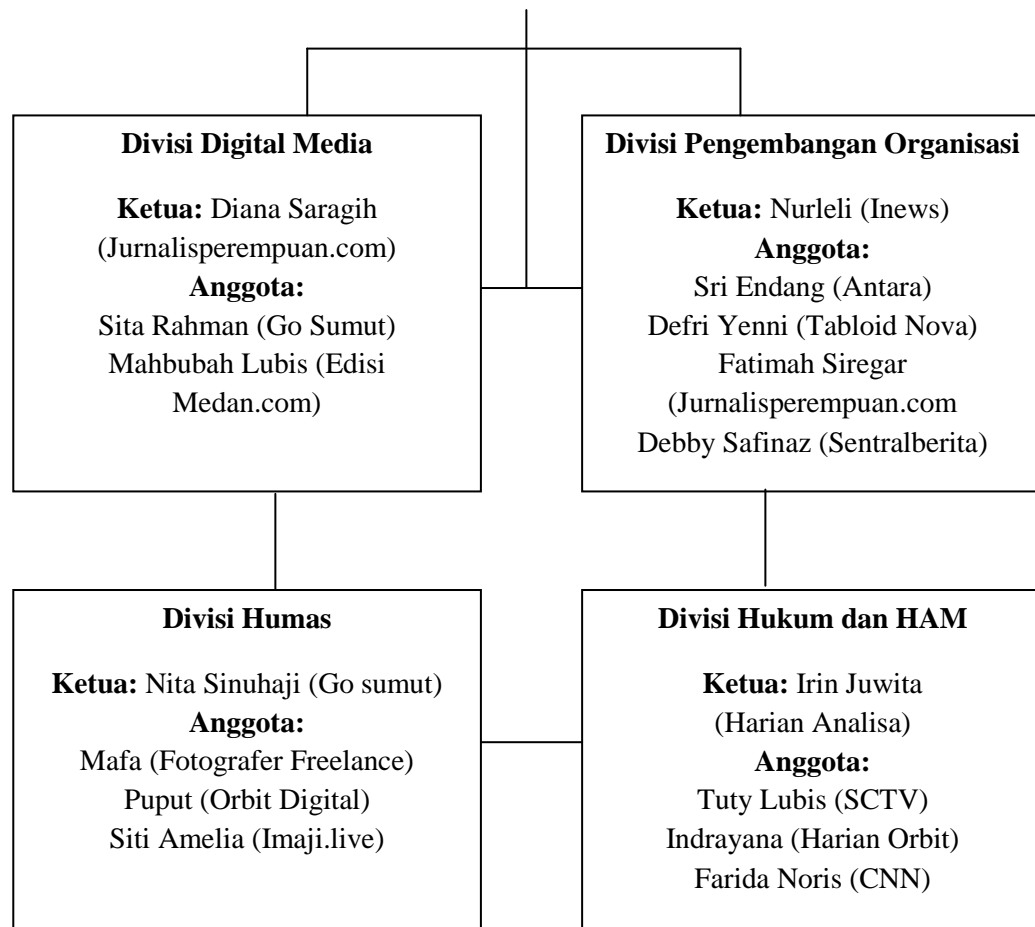 Divisi Digital Media
Ketua: Diana Saragih
(Jurnalisperempuan.com)
Anggota:
Sita Rahman (Go Sumut)
Mahbubah Lubis (Edisi
Medan.com)
Divisi Pengembangan Organisasi
Ketua: Nurleli (Inews)
Anggota:
Sri Endang (Antara)
Defri Yenni (Tabloid Nova)
Fatimah Siregar
(Jurnalisperempuan.com
Debby Safinaz (Sentralberita)
Divisi Humas
Ketua: Nita Sinuhaji (Go sumut)
Anggota:
Mafa (Fotografer Freelance)
Puput (Orbit Digital)
Siti Amelia (Imaji.live)
Divisi Hukum dan HAM
Ketua: Irin Juwita
(Harian Analisa)
Anggota:
Tuty Lubis (SCTV)
Indrayana (Harian Orbit)
Farida Noris (CNN)